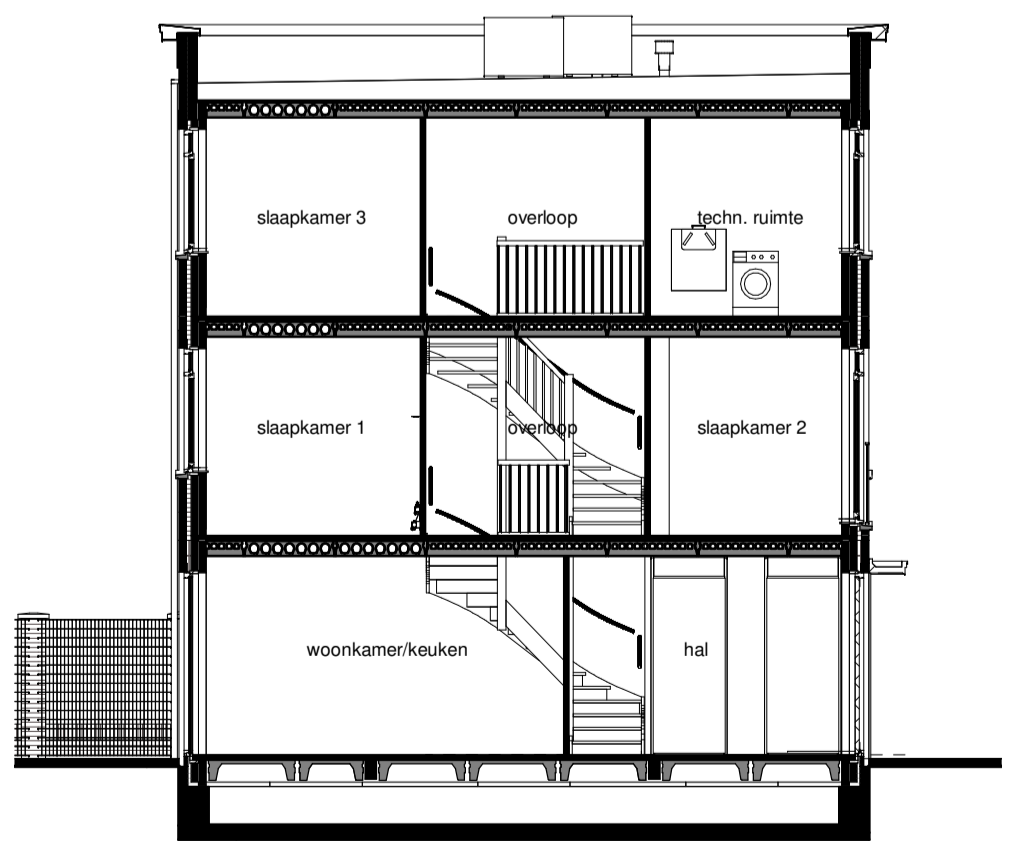 slaapkamer 3
overloop
techn. ruimte
slaapkamer 1
overloop
slaapkamer 2
woonkamer/keuken
hal